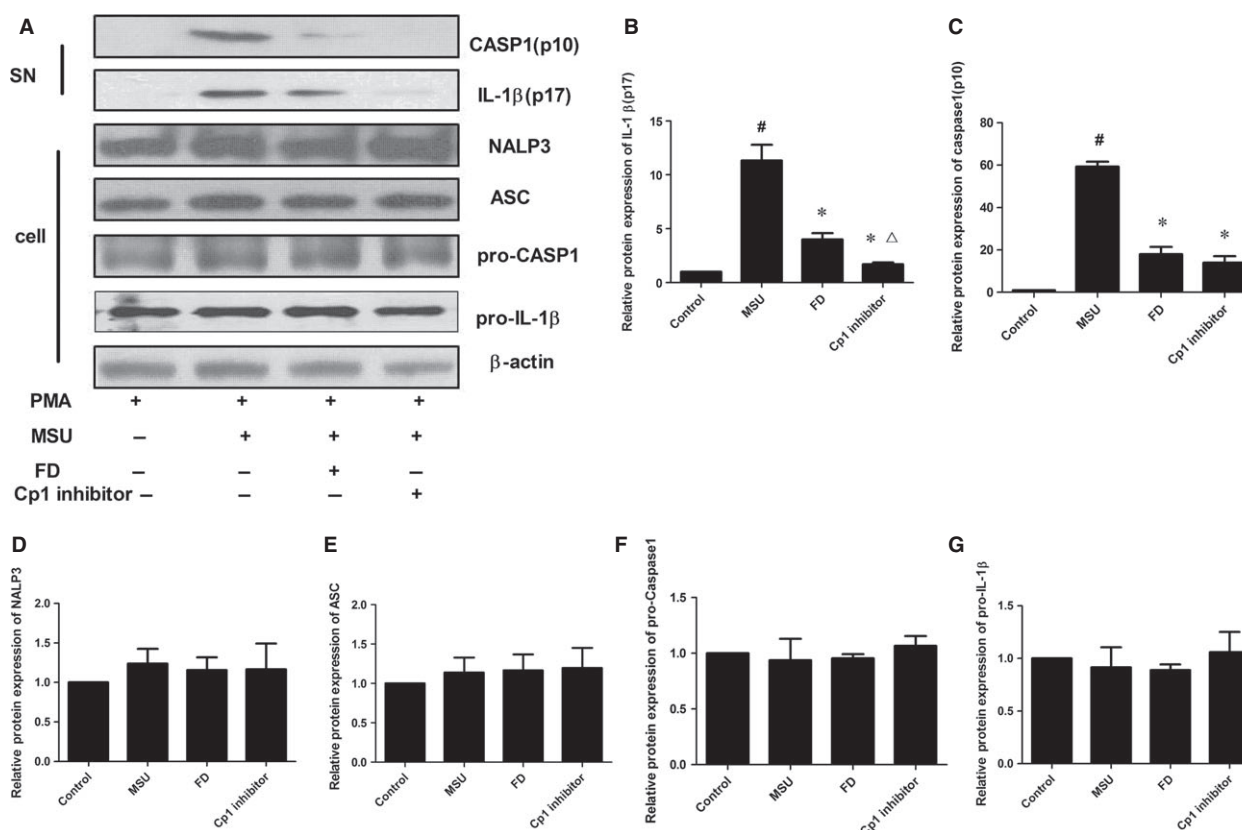 A
SN
CASP1(p10)
IL-1β(p17)
cell
NALP3
ASC
pro-CASP1
pro-IL-1β
β-actin
PMA + + + +
MSU – + + +
FD – – + –
Cp1 inhibitor – – – +
B
Relative protein expression of IL-1 β(p17)
15
10
5
0
#
*
* △
Control
MSU
FD
Cp1 inhibitor
C
Relative protein expression of caspase1(p10)
80
60
40
20
0
#
*
*
Control
MSU
FD
Cp1 inhibitor
D
Relative protein expression of NALP3
2.0
1.5
1.0
0.5
0.0
Control
MSU
FD
Cp1 inhibitor
E
Relative protein expression of ASC
2.0
1.5
1.0
0.5
0.0
Control
MSU
FD
Cp1 inhibitor
F
Relative protein expression of pro-Caspase1
1.5
1.0
0.5
0.0
Control
MSU
FD
Cp1 inhibitor
G
Relative protein expression of pro-IL-1β
1.5
1.0
0.5
0.0
Control
MSU
FD
Cp1 inhibitor